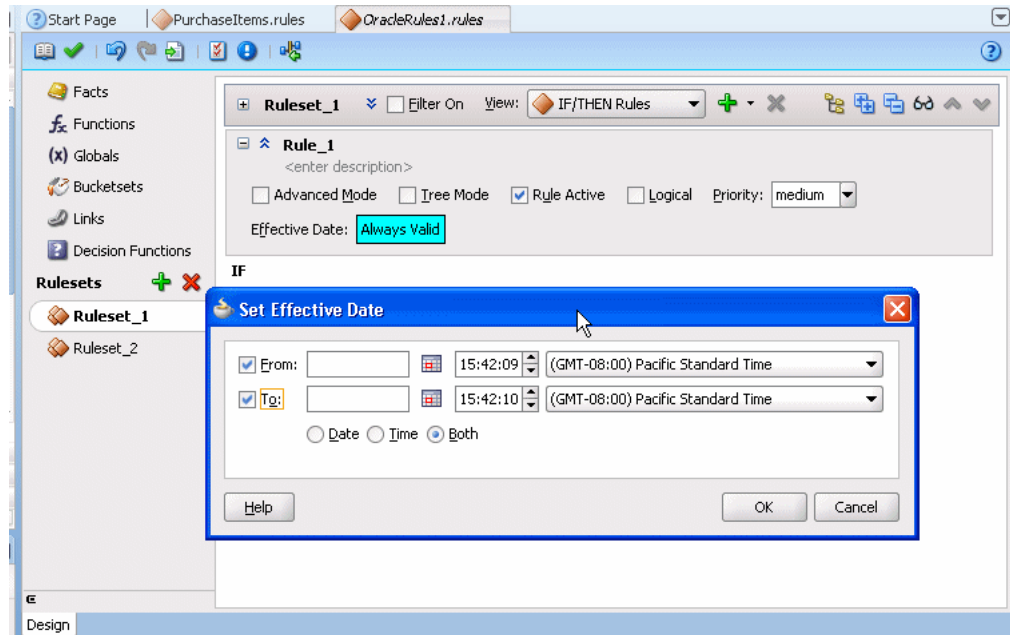 Start Page
PurchaseItems.rules
OracleRules1.rules
Facts
Functions
(x) Globals
Bucketsets
Links
Decision Functions
Rulesets
Ruleset_1
Ruleset_2
Ruleset_1 Filter On View: IF/THEN Rules
Rule_1
<enter description>
Advanced Mode Tree Mode Rule Active Logical Priority: medium
Effective Date: Always Valid
IF
Set Effective Date
From: 15:42:09 (GMT-08:00) Pacific Standard Time
To: 15:42:10 (GMT-08:00) Pacific Standard Time
Date Time Both
Help OK Cancel
Design